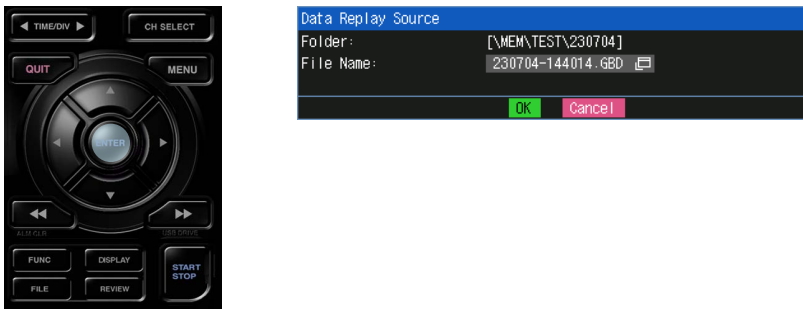 ◀ TIME/DIV ▶ CH SELECT
QUIT MENU
ENTER
ALM CLR USB DRIVE
FUNC DISPLAY
START
STOP
FILE REVIEW
Data Replay Source
Folder: [\MEM\TEST\230704]
File Name: 230704-144014.GBD
OK Cancel